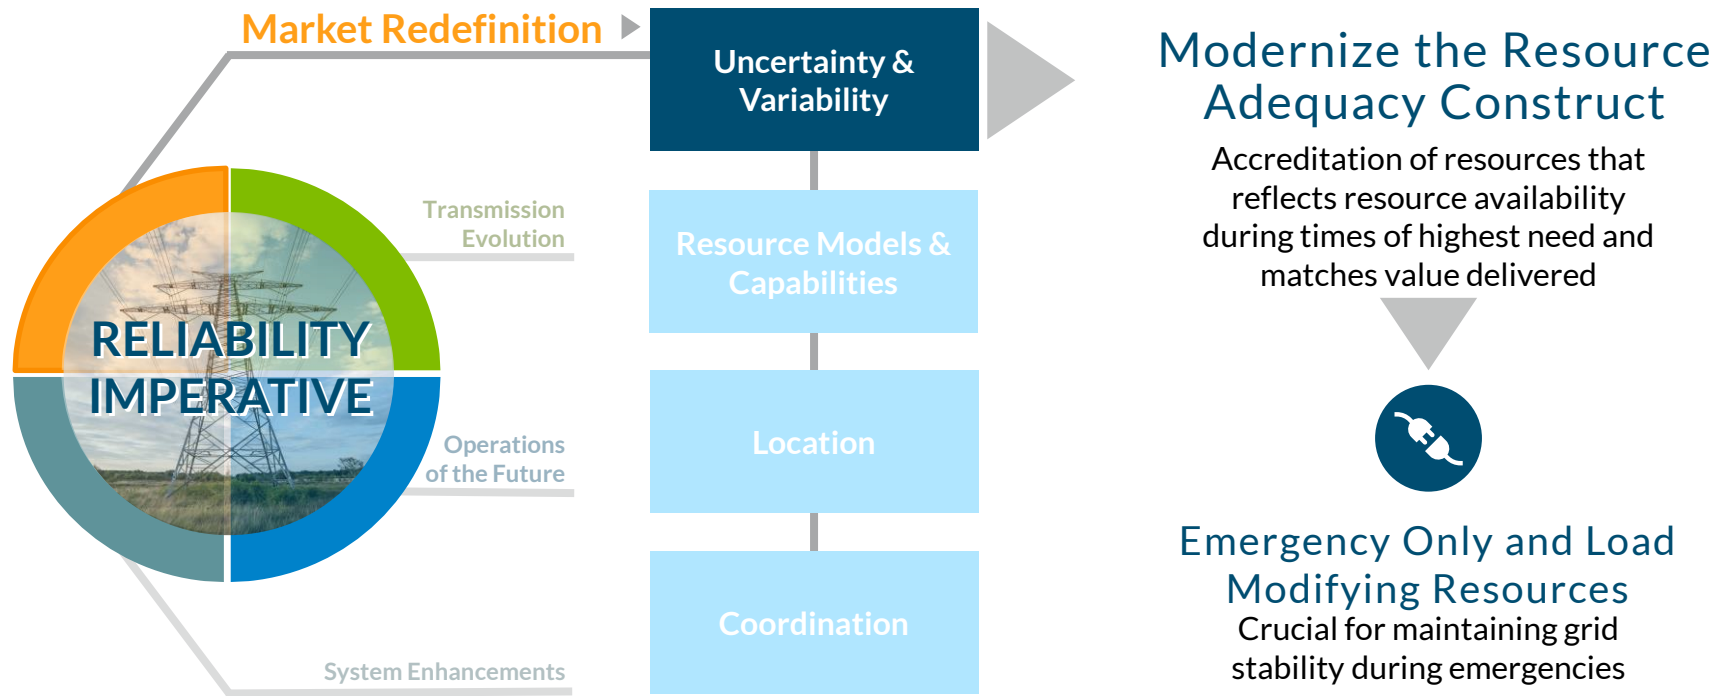 Market Redefinition
Transmission
Evolution
RELIABILITY
IMPERATIVE
Operations
of the Future
System Enhancements
Uncertainty &
Variability
Resource Models &
Capabilities
Location
Coordination
Modernize the Resource
Adequacy Construct
Accreditation of resources that
reflects resource availability
during times of highest need and
matches value delivered
Emergency Only and Load
Modifying Resources
Crucial for maintaining grid
stability during emergencies